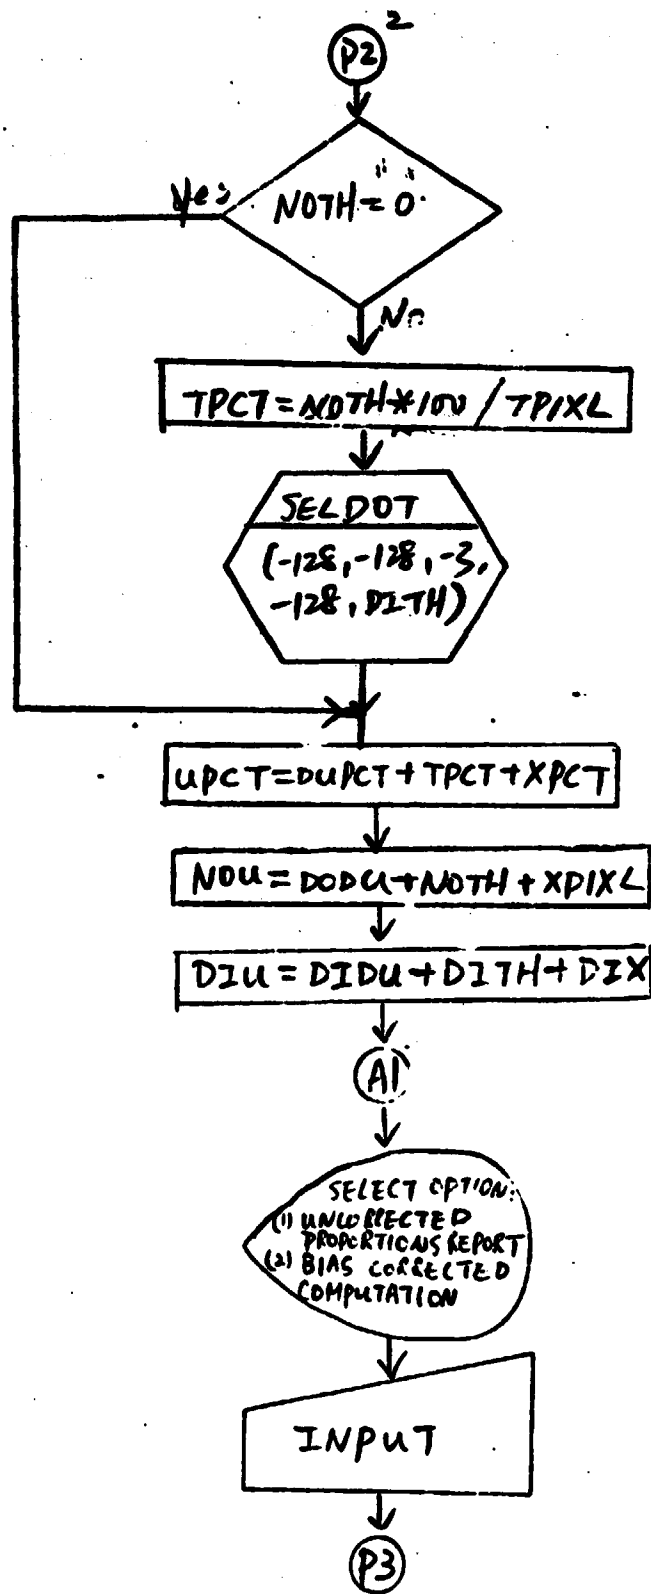 2
P2
NOTH = "0"
Yes
No
TPCT=NOTH*100/TPIXL
SELDOT
(-128,-128,-3,
-128,DITH)
UPCT=DUPCT+TPCT+XPCT
NOU=DODU+NOTH+XPIXL
DIU=DIDU+DITH+DIX
A1
SELECT OPTION:
(1) UNCORRECTED
PROPORTIONS REPORT
(2) BIAS CORRECTED
COMPUTATION
INPUT
P3